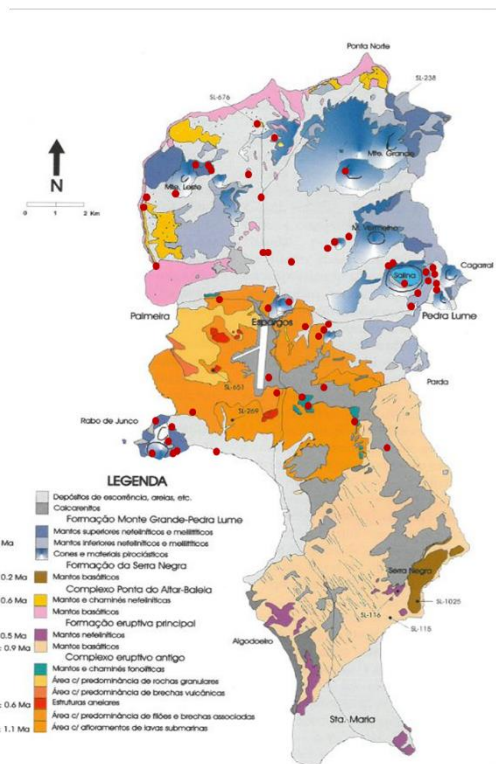 Ponta Norte
SL-676
SL-238
Mte. Grande
Mte. Leste
N
0 1 2 Km
M. Vermelho
Cagarral
Salina
Palmeira
Espargos
Pedra Lume
SL-651
Parda
SL-269
Rabo de Junco
LEGENDA
Depósitos de escorrência, areias, etc.
Calcarenitos
Formação Monte Grande-Pedra Lume
Mantos superiores nefeliníticos e melilíticos
Ma
Mantos inferiores nefeliníticos e melilíticos
Cones e materiais piroclásticos
Formação da Serra Negra
0.2 Ma
Mantos basálticos
Complexo Ponta do Altar-Baleia
0.6 Ma
Mantos e chaminés nefeliníticas
Mantos basálticos
Formação eruptiva principal
0.5 Ma
Mantos nefeliníticos
: 0.9 Ma
Mantos basálticos
Complexo eruptivo antigo
Mantos e chaminés fonolíticas
Área c/ predominância de rochas granulares
Área c/ predominância de brechas vulcânicas
: 0.6 Ma
Estruturas anelares
Área c/ predominância de filões e brechas associadas
: 1.1 Ma
Área c/ afloramentos de lavas submarinas
Serra Negra
SL-1025
SL-116
SL-115
Algodoeiro
Sta. Maria